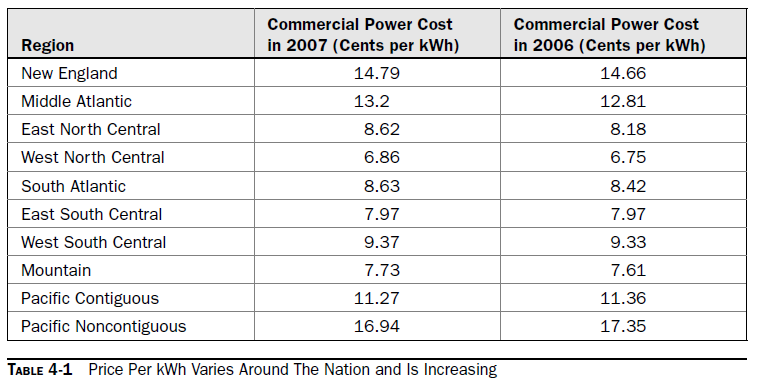 Region Commercial Power Cost in 2007 (Cents per kWh) Commercial Power Cost in 2006 (Cents per kWh)
New England 14.79 14.66
Middle Atlantic 13.2 12.81
East North Central 8.62 8.18
West North Central 6.86 6.75
South Atlantic 8.63 8.42
East South Central 7.97 7.97
West South Central 9.37 9.33
Mountain 7.73 7.61
Pacific Contiguous 11.27 11.36
Pacific Noncontiguous 16.94 17.35
TABLE 4-1 Price Per kWh Varies Around The Nation and Is Increasing